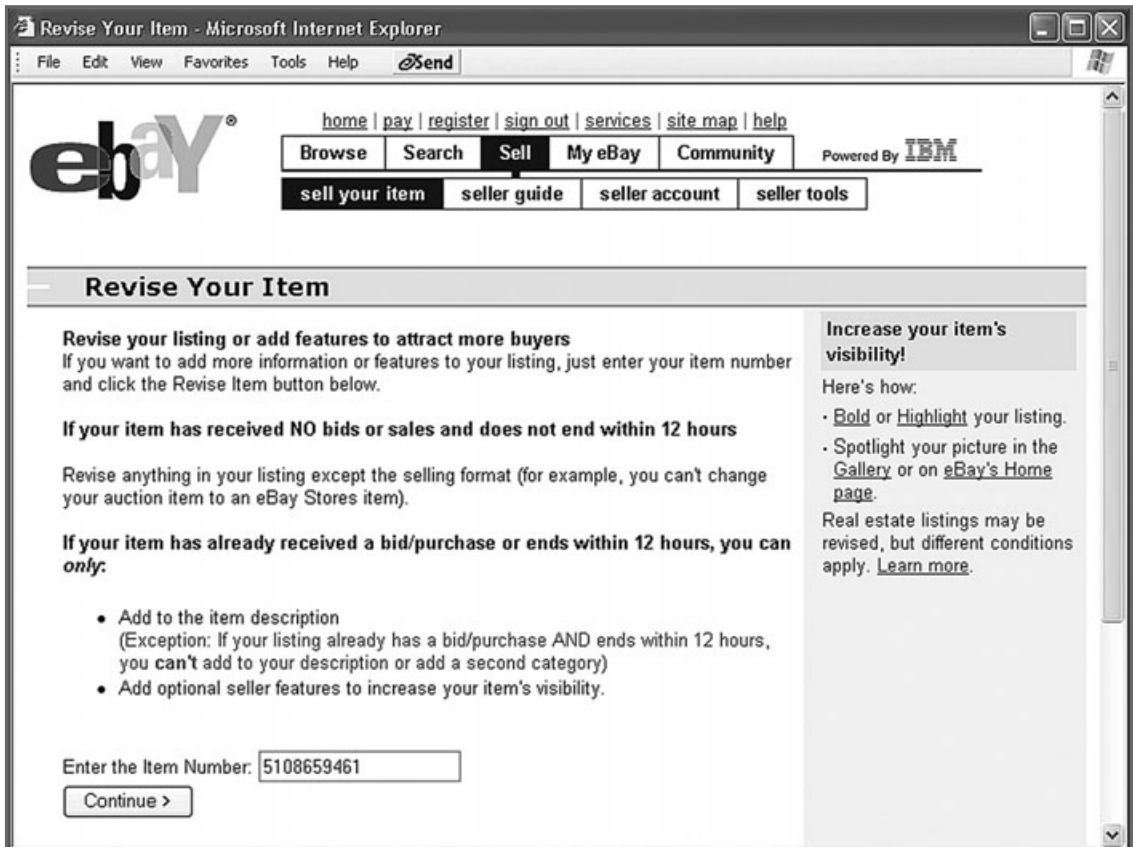 Revise Your Item - Microsoft Internet Explorer
File Edit View Favorites Tools Help Send
ebaY®
home | pay | register | sign out | services | site map | help
Browse Search Sell My eBay Community Powered By IBM
sell your item seller guide seller account seller tools
Revise Your Item
Revise your listing or add features to attract more buyers
If you want to add more information or features to your listing, just enter your item number
and click the Revise Item button below.
If your item has received NO bids or sales and does not end within 12 hours
Revise anything in your listing except the selling format (for example, you can't change
your auction item to an eBay Stores item).
If your item has already received a bid/purchase or ends within 12 hours, you can
only:
• Add to the item description
(Exception: If your listing already has a bid/purchase AND ends within 12 hours,
you can't add to your description or add a second category)
• Add optional seller features to increase your item's visibility.
Enter the Item Number: 5108659461
Continue >
Increase your item's
visibility!
Here's how:
· Bold or Highlight your listing.
· Spotlight your picture in the
Gallery or on eBay's Home
page.
Real estate listings may be
revised, but different conditions
apply. Learn more.